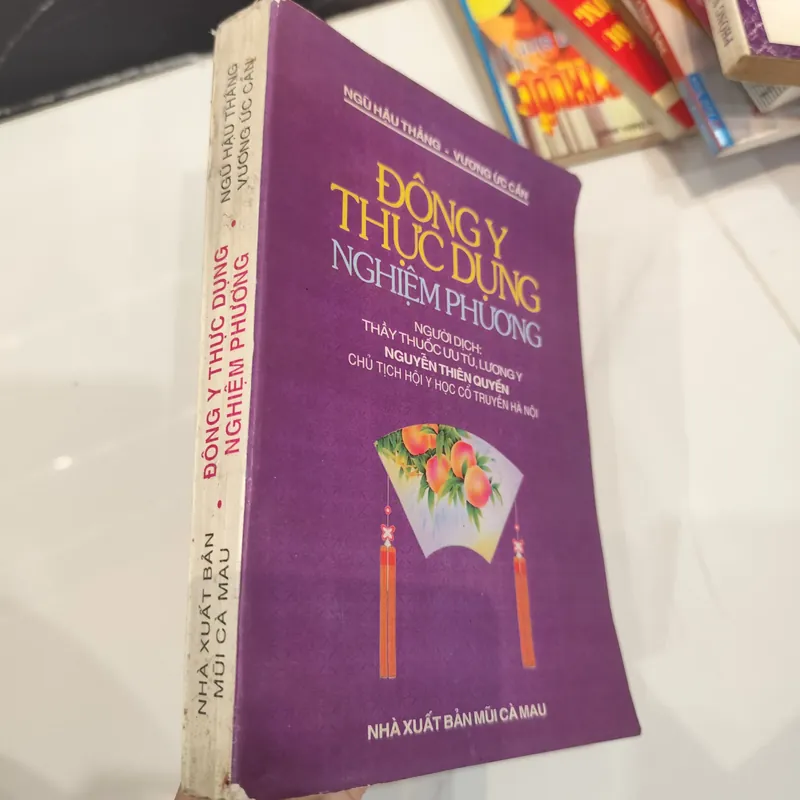 NGŨ HẬU THẮNG - VƯƠNG ỨC CẦN
ĐÔNG Y
THỰC DỤNG
NGHIỆM PHƯƠNG
NGƯỜI DỊCH:
THẦY THUỐC ƯU TÚ, LƯƠNG Y
NGUYỄN THIÊN QUYẾN
CHỦ TỊCH HỘI Y HỌC CỔ TRUYỀN HÀ NỘI
NHÀ XUẤT BẢN MŨI CÀ MAU
NGŨ HẬU THẮNG
VƯƠNG ỨC CẦN
• ĐÔNG Y THỰC DỤNG •
NGHIỆM PHƯƠNG
NHÀ XUẤT BẢN
MŨI CÀ MAU